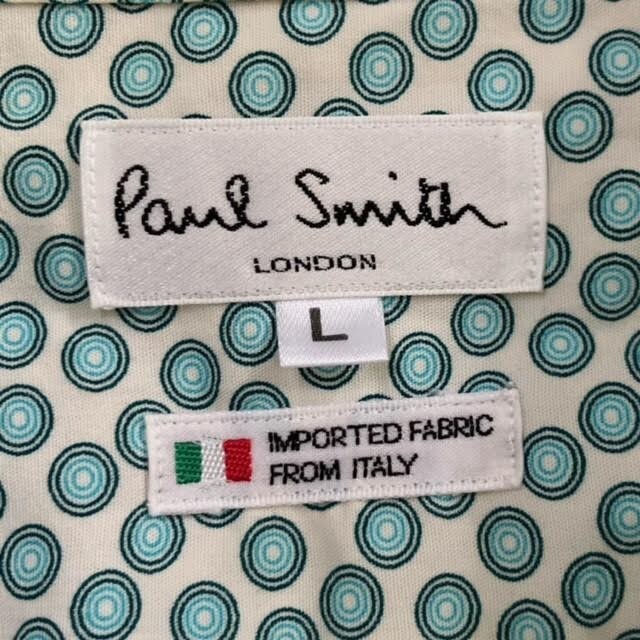 Paul Smith
LONDON
L
IMPORTED FABRIC
FROM ITALY